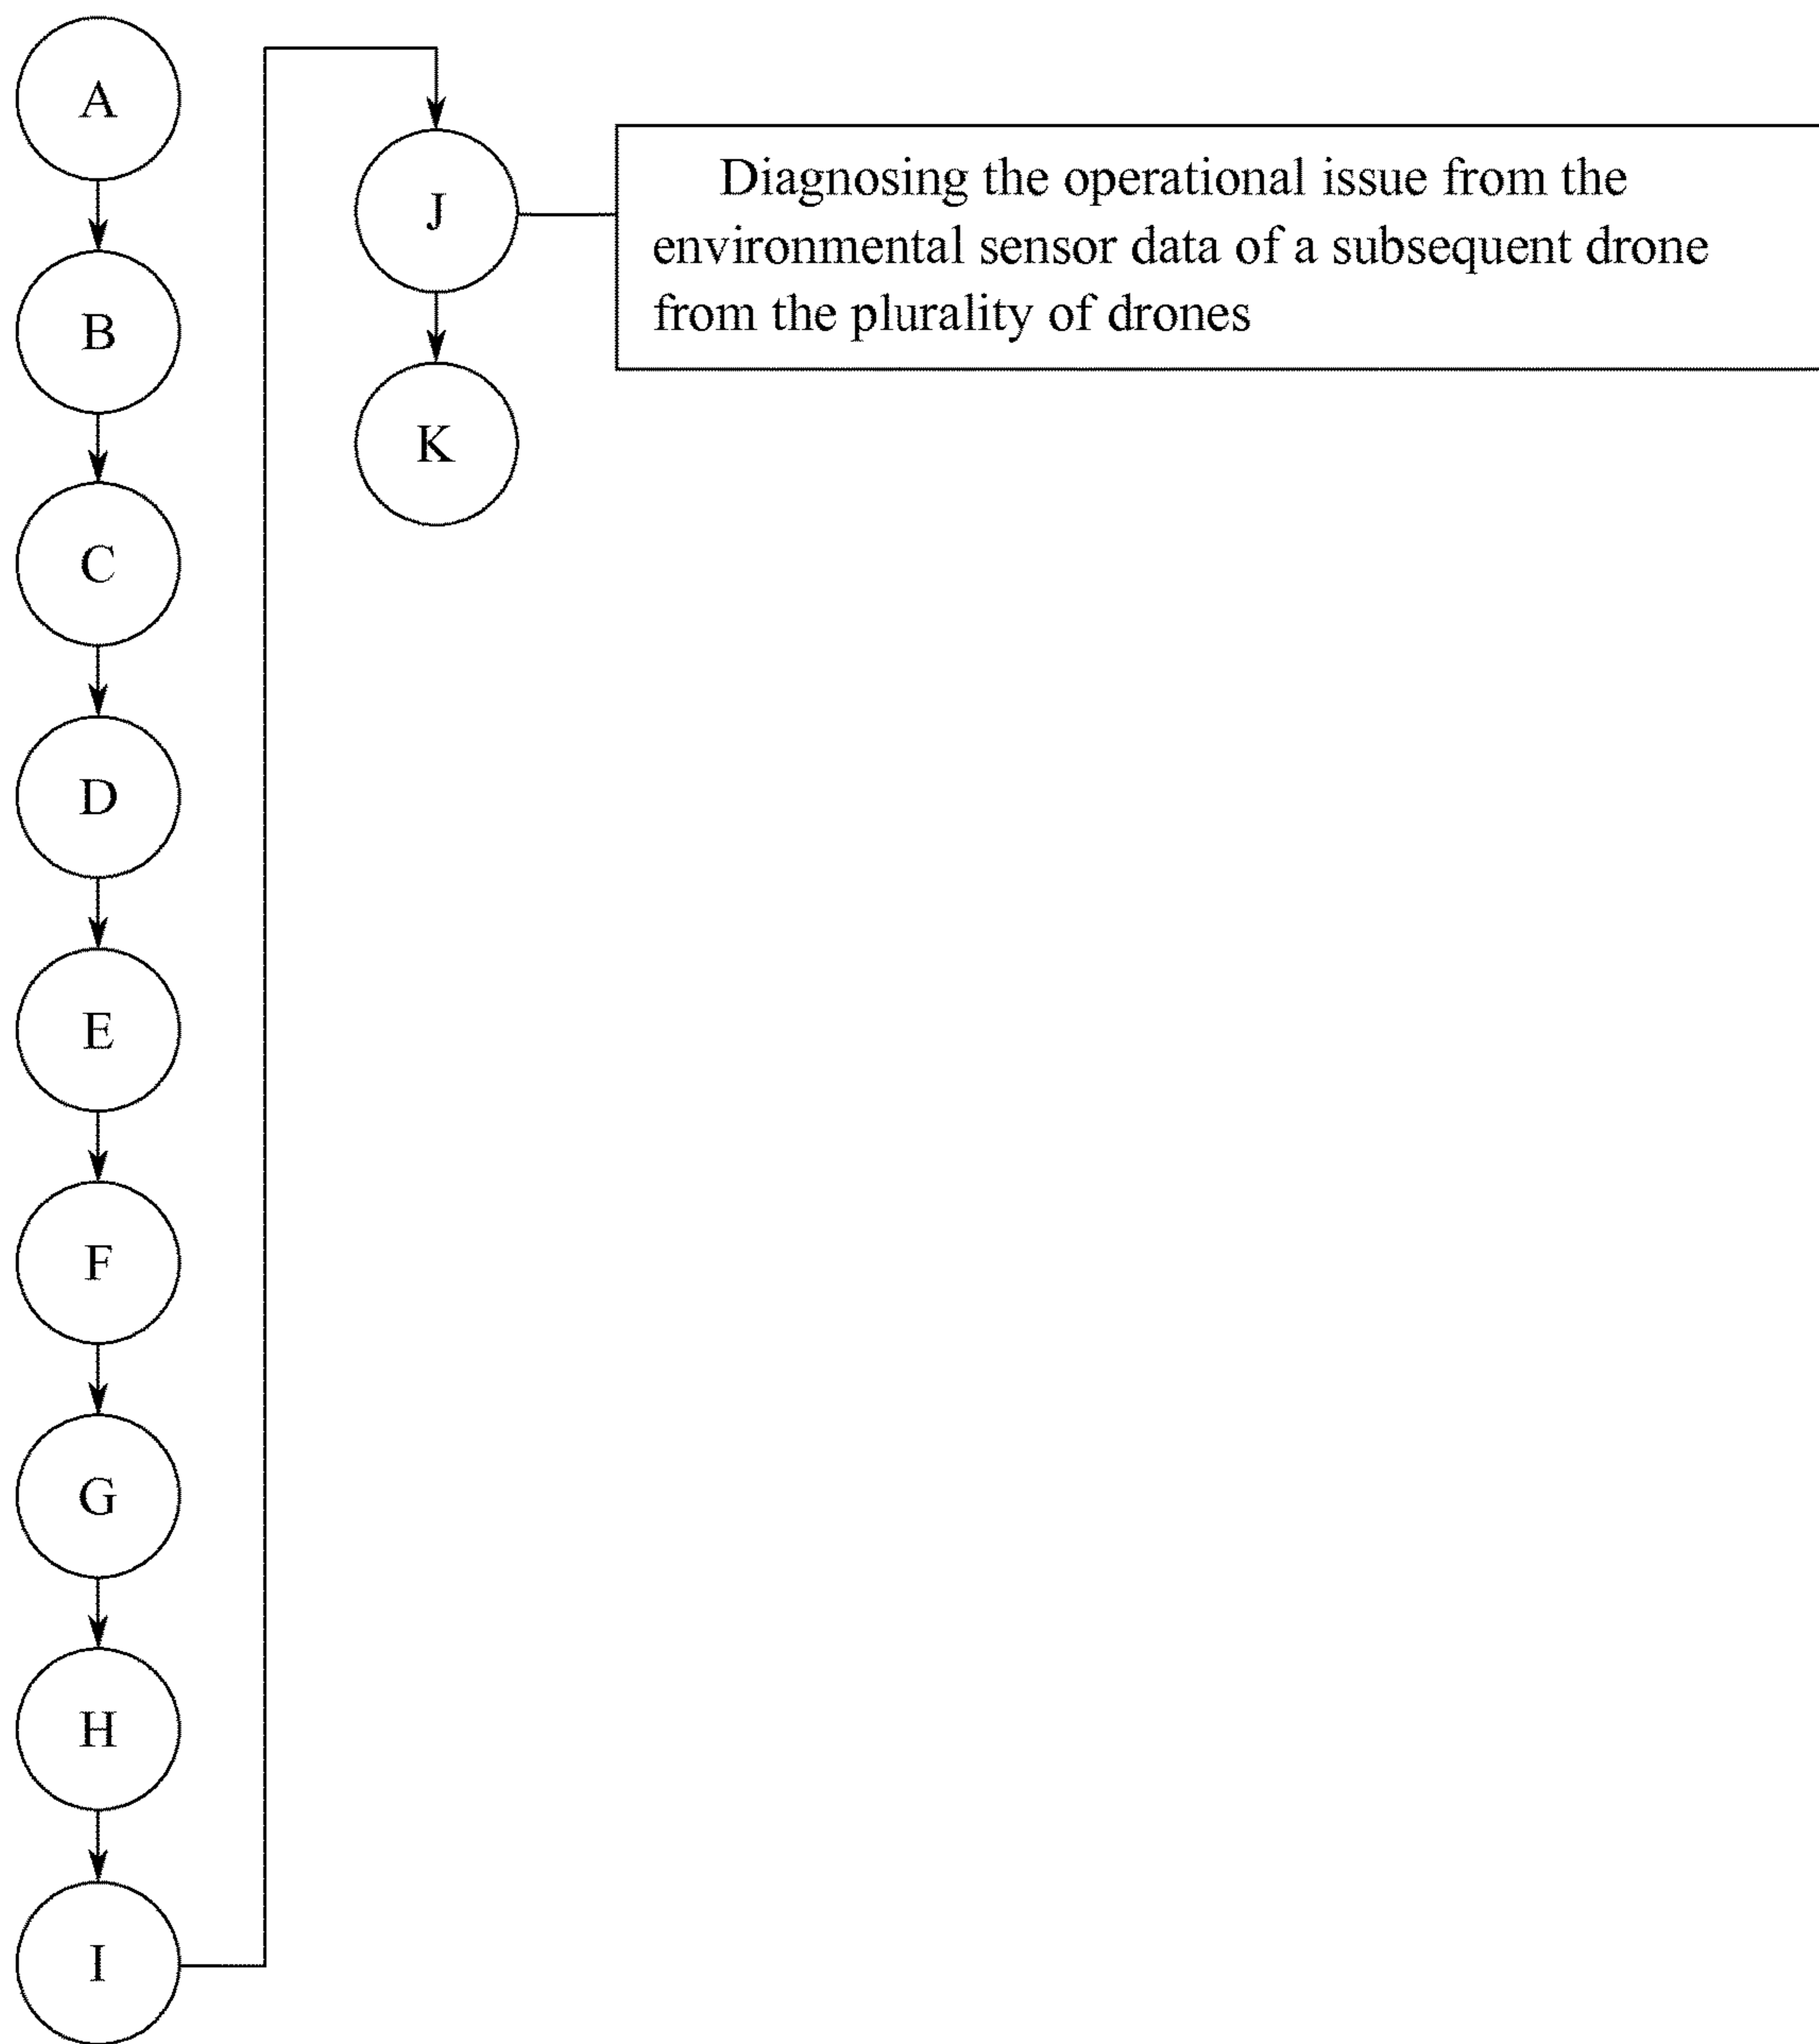 A
B
C
D
E
F
G
H
I
J
Diagnosing the operational issue from the
environmental sensor data of a subsequent drone
from the plurality of drones
K